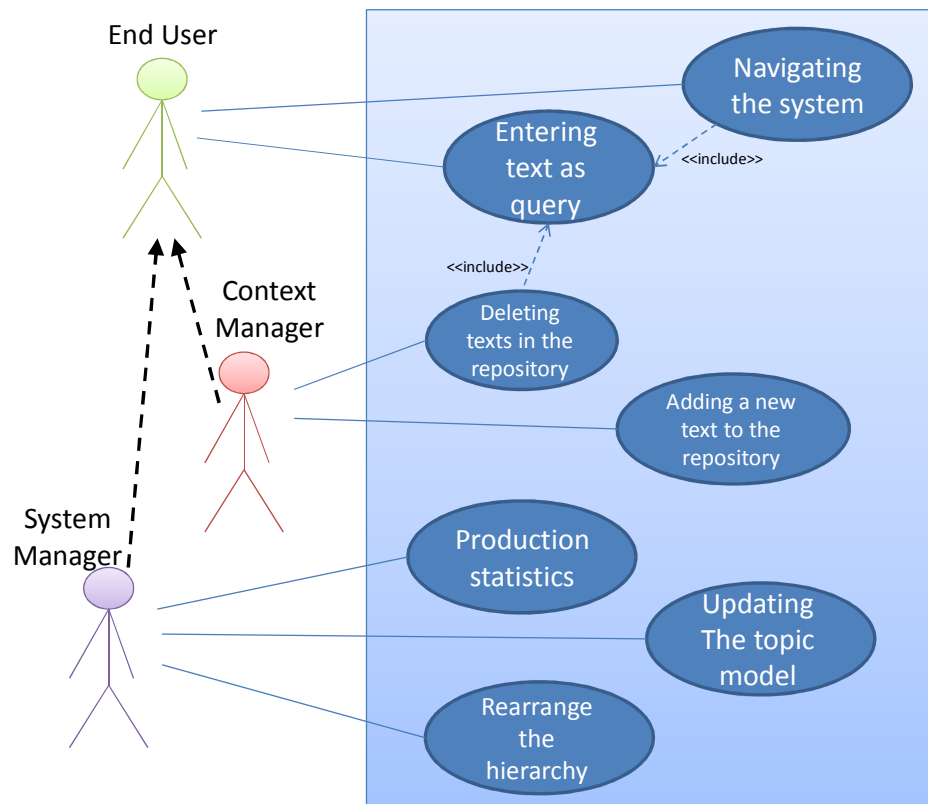 End User
Navigating
the system
Entering
text as
query
<<include>>
<<include>>
Context
Manager
Deleting
texts in the
repository
Adding a new
text to the
repository
System
Manager
Production
statistics
Updating
The topic
model
Rearrange
the
hierarchy